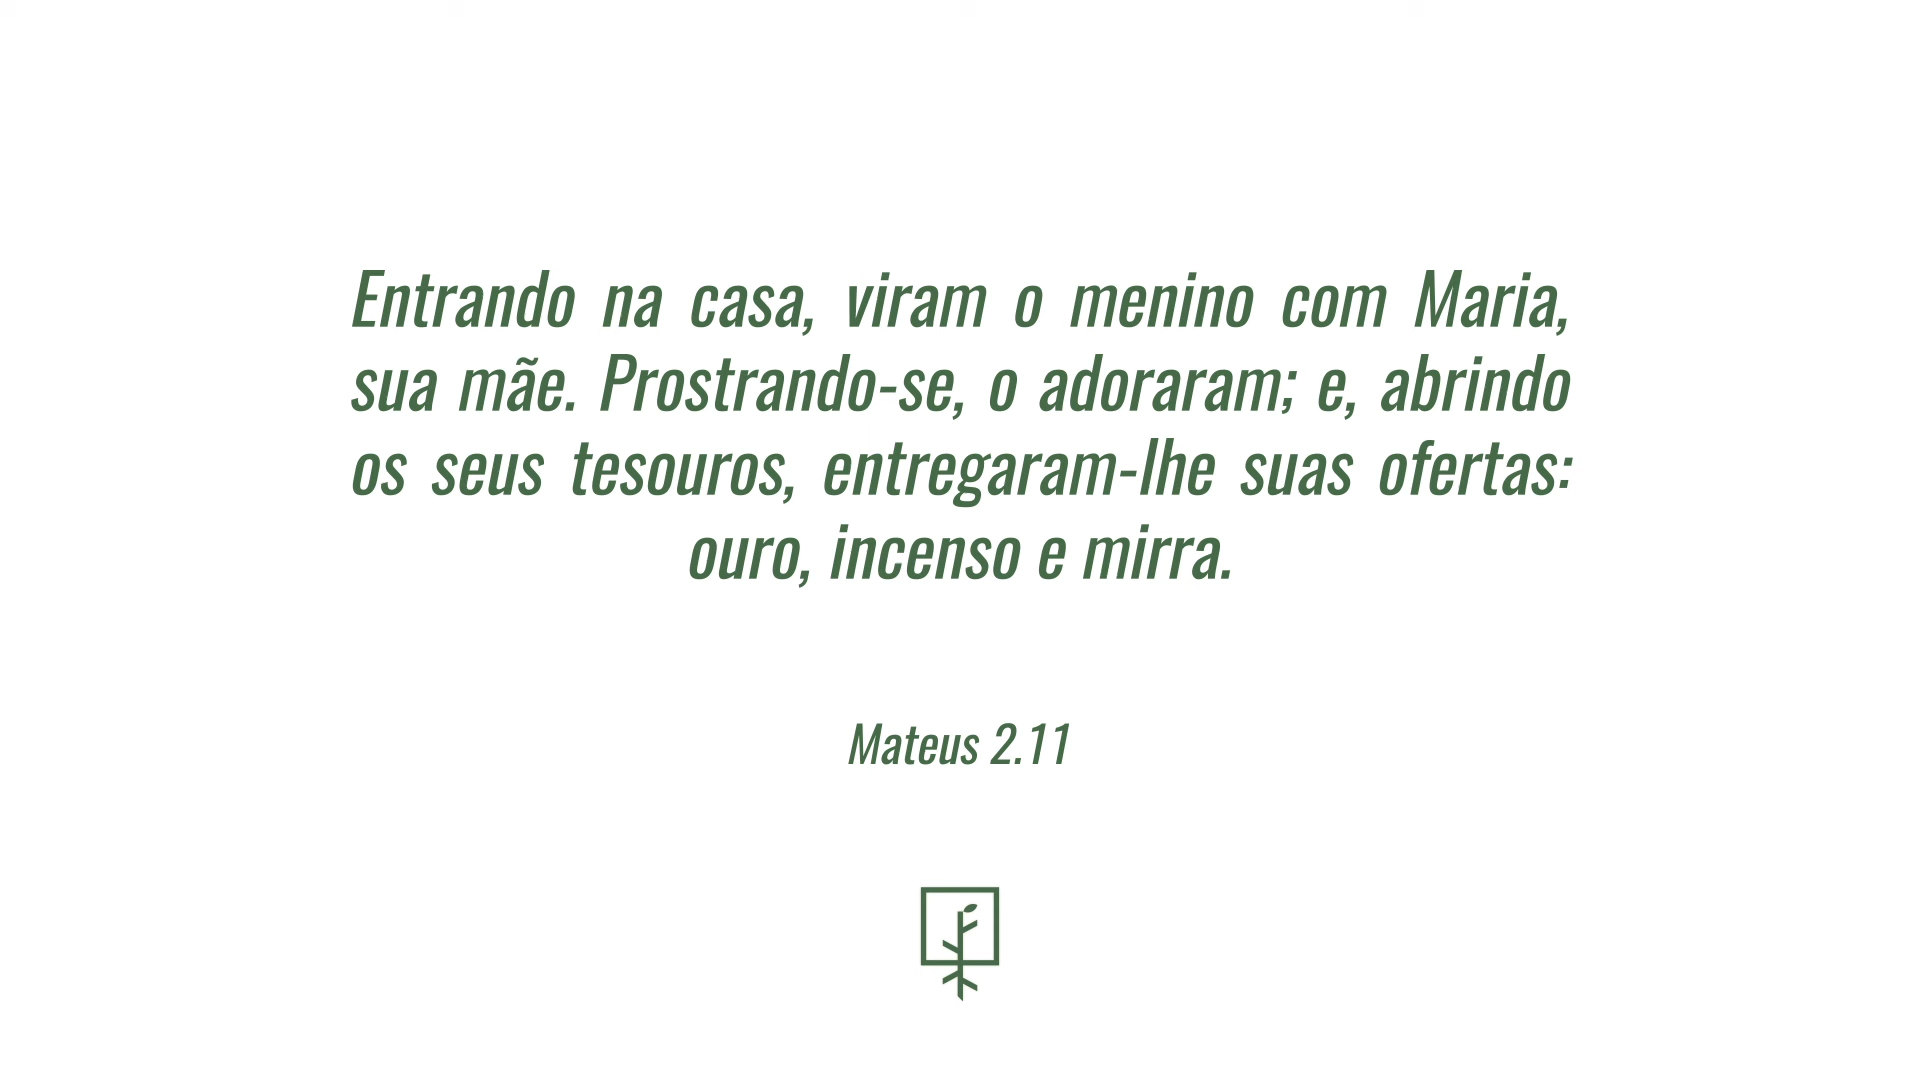 Entrando na casa, viram o menino com Maria,
sua mãe. Prostrando-se, o adoraram; e, abrindo
os seus tesouros, entregaram-lhe suas ofertas:
ouro, incenso e mirra.
Mateus 2.11